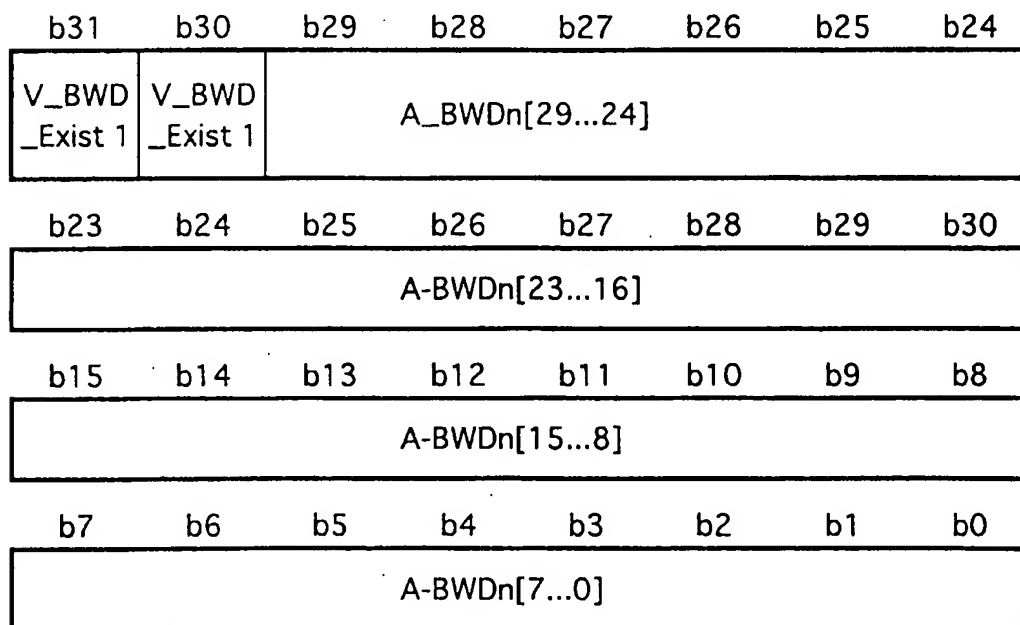 b31 b30 b29 b28 b27 b26 b25 b24
V_BWD V_BWD
_Exist 1 _Exist 1
A_BWDn[29...24]
b23 b24 b25 b26 b27 b28 b29 b30
A-BWDn[23...16]
b15 b14 b13 b12 b11 b10 b9 b8
A-BWDn[15...8]
b7 b6 b5 b4 b3 b2 b1 b0
A-BWDn[7...0]